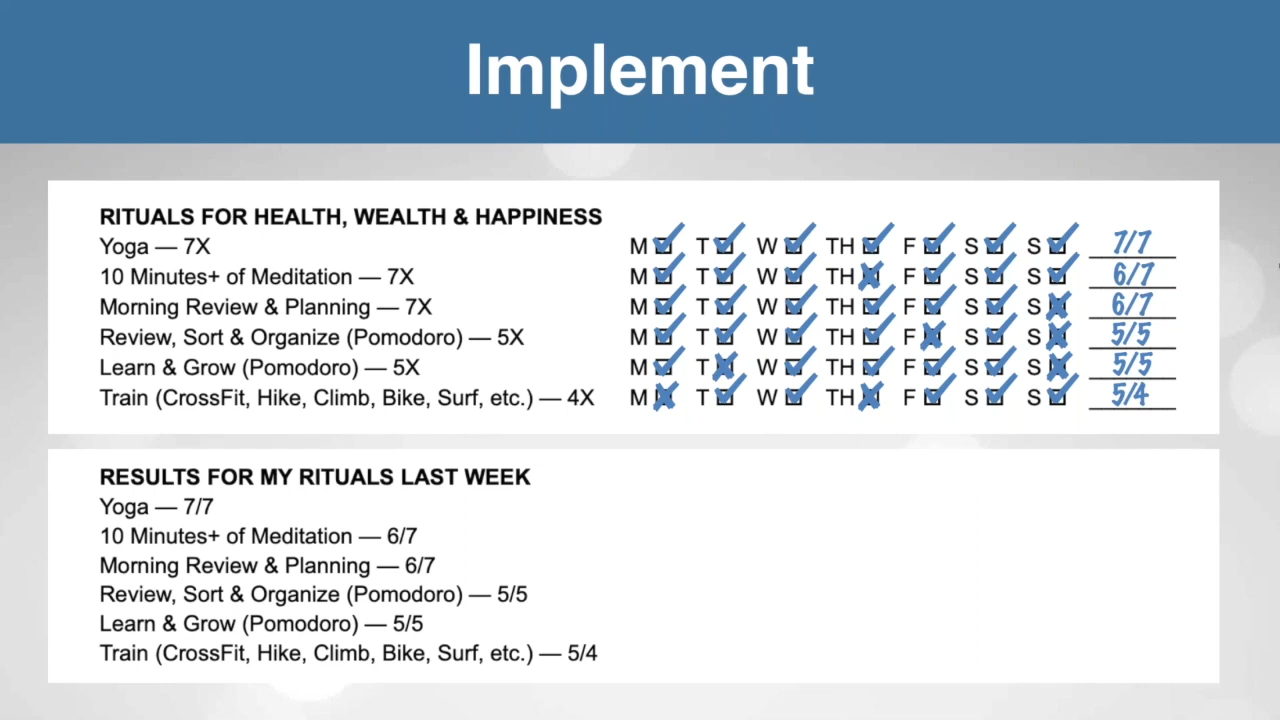 Implement
RITUALS FOR HEALTH, WEALTH & HAPPINESS
Yoga — 7X M T W TH F S S 7/7
10 Minutes+ of Meditation — 7X M T W TH F S S 6/7
Morning Review & Planning — 7X M T W TH F S S 6/7
Review, Sort & Organize (Pomodoro) — 5X M T W TH F S S 5/5
Learn & Grow (Pomodoro) — 5X M T W TH F S S 5/5
Train (CrossFit, Hike, Climb, Bike, Surf, etc.) — 4X M T W TH F S S 5/4
RESULTS FOR MY RITUALS LAST WEEK
Yoga — 7/7
10 Minutes+ of Meditation — 6/7
Morning Review & Planning — 6/7
Review, Sort & Organize (Pomodoro) — 5/5
Learn & Grow (Pomodoro) — 5/5
Train (CrossFit, Hike, Climb, Bike, Surf, etc.) — 5/4